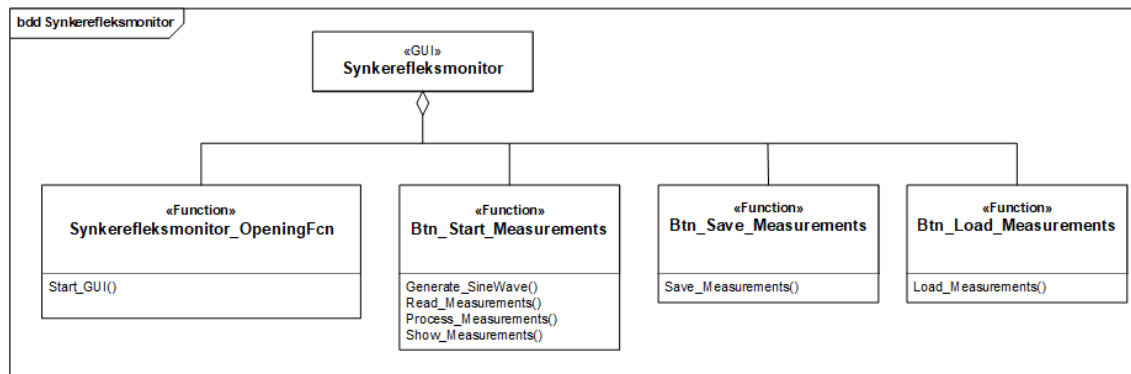 bdd Synkerefleksmonitor
«GUI»
Synkerefleksmonitor
«Function»
Synkerefleksmonitor_OpeningFcn
Start_GUI()
«Function»
Btn_Start_Measurements
Generate_SineWave()
Read_Measurements()
Process_Measurements()
Show_Measurements()
«Function»
Btn_Save_Measurements
Save_Measurements()
«Function»
Btn_Load_Measurements
Load_Measurements()